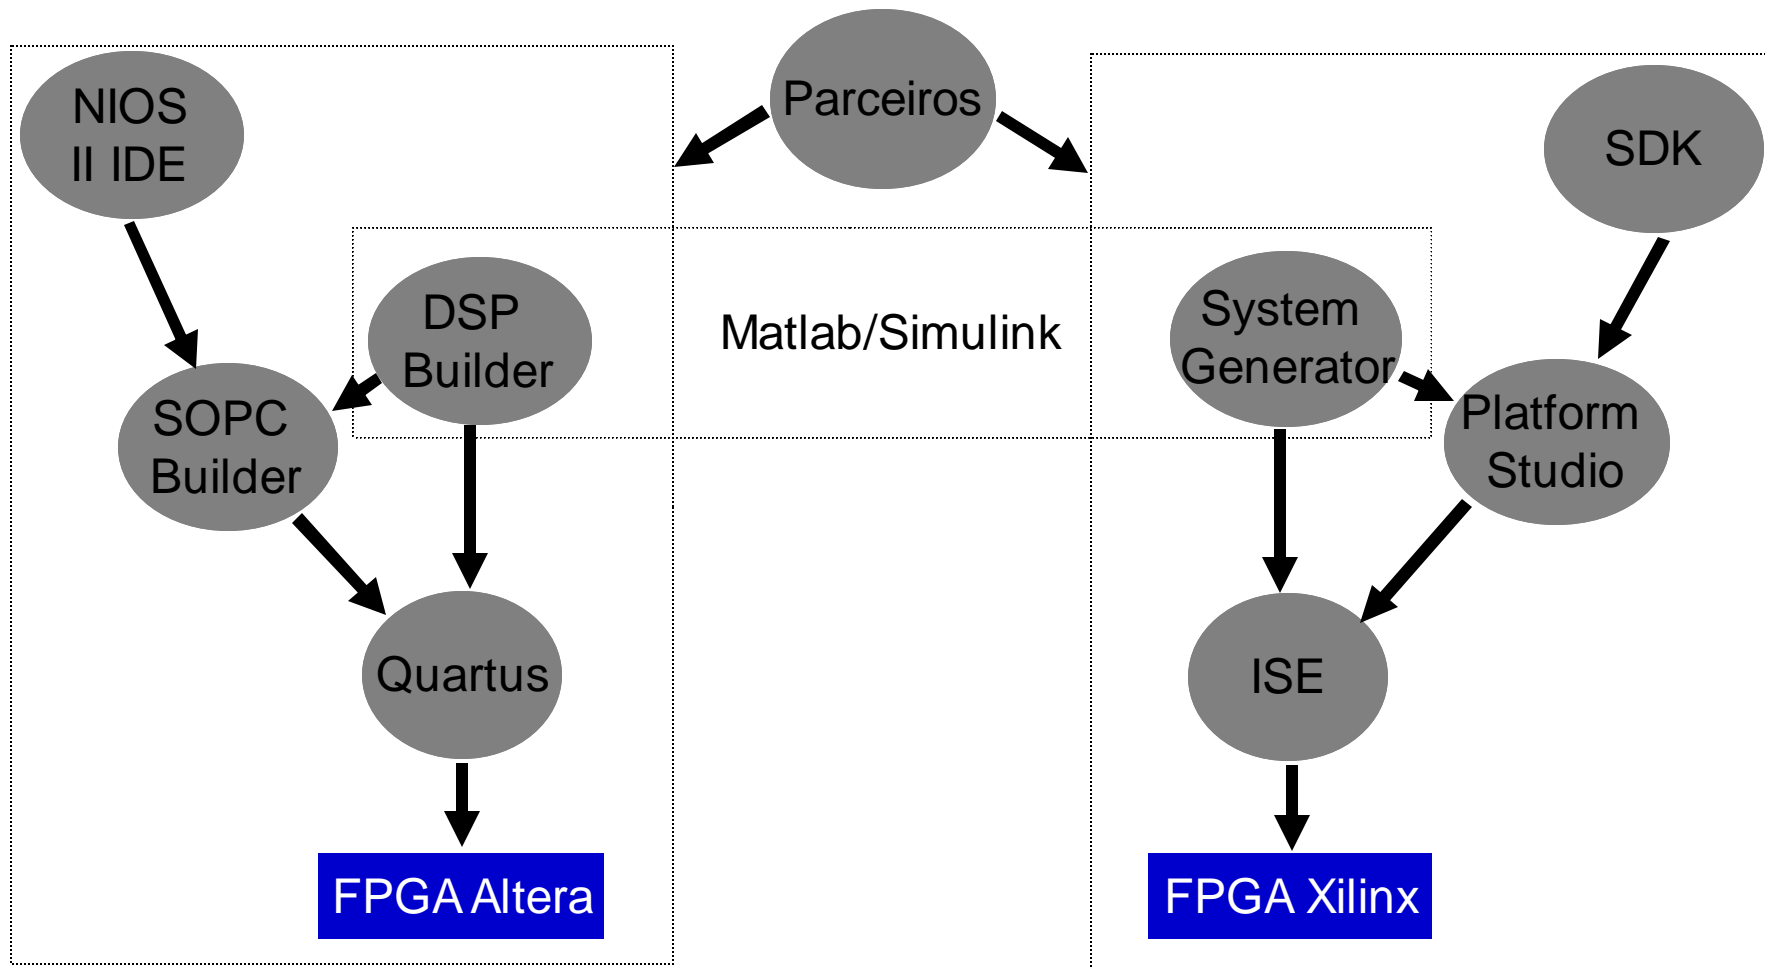 Parceiros
NIOS
II IDE
SDK
DSP
Builder
Matlab/Simulink
System
Generator
SOPC
Builder
Platform
Studio
Quartus
ISE
FPGA Altera
FPGA Xilinx